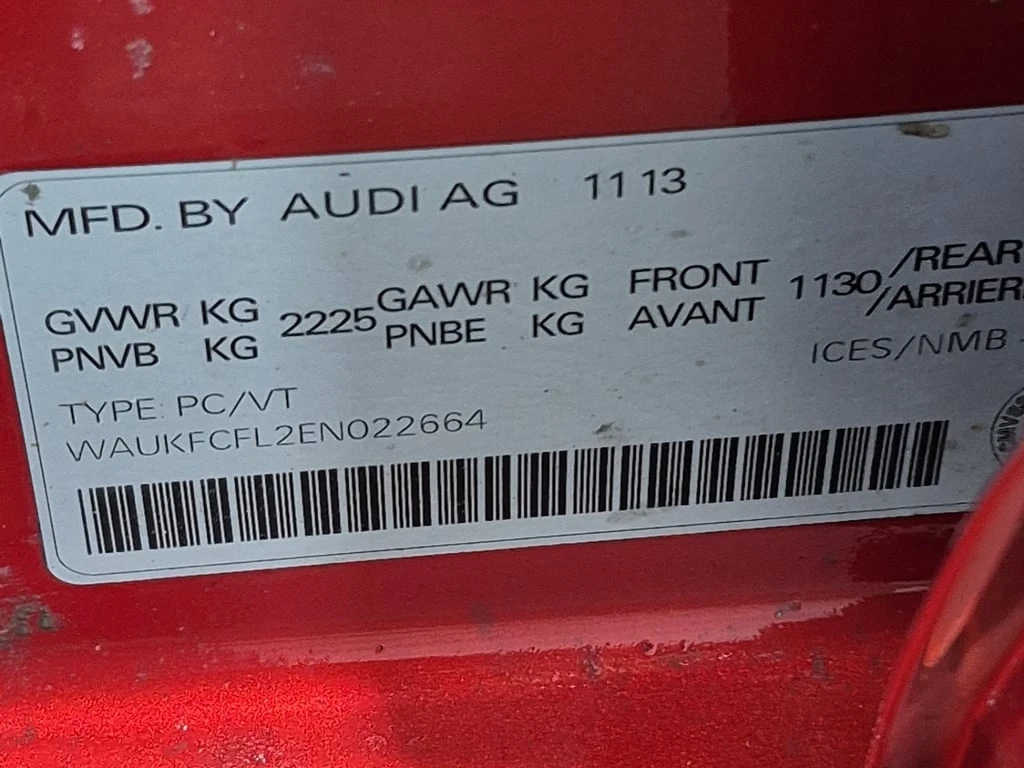 MFD. BY AUDI AG 11 13
GVWR KG 2225 GAWR KG FRONT 1130 /REAR
PNVB KG PNBE KG AVANT /ARRIER
ICES/NMB -
TYPE: PC/VT
WAUKFCFL2EN022664